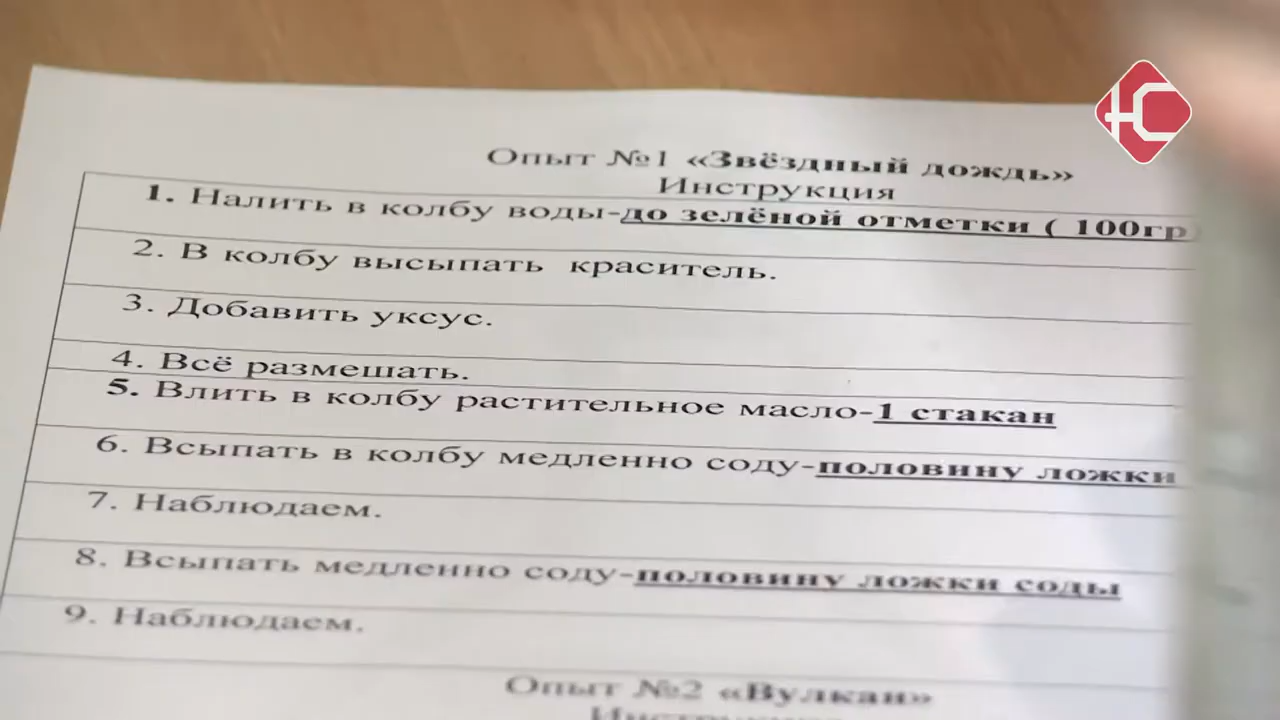 Опыт №1 «Звёздный дождь»
Инструкция
1. Налить в колбу воды-до зелёной отметки ( 100гр)
2. В колбу высыпать краситель.
3. Добавить уксус.
4. Всё размешать.
5. Влить в колбу растительное масло-1 стакан
6. Всыпать в колбу медленно соду-половину ложки
7. Наблюдаем.
8. Всыпать медленно соду-половину ложки соды
9. Наблюдаем.
Опыт №2 «Вулкан»